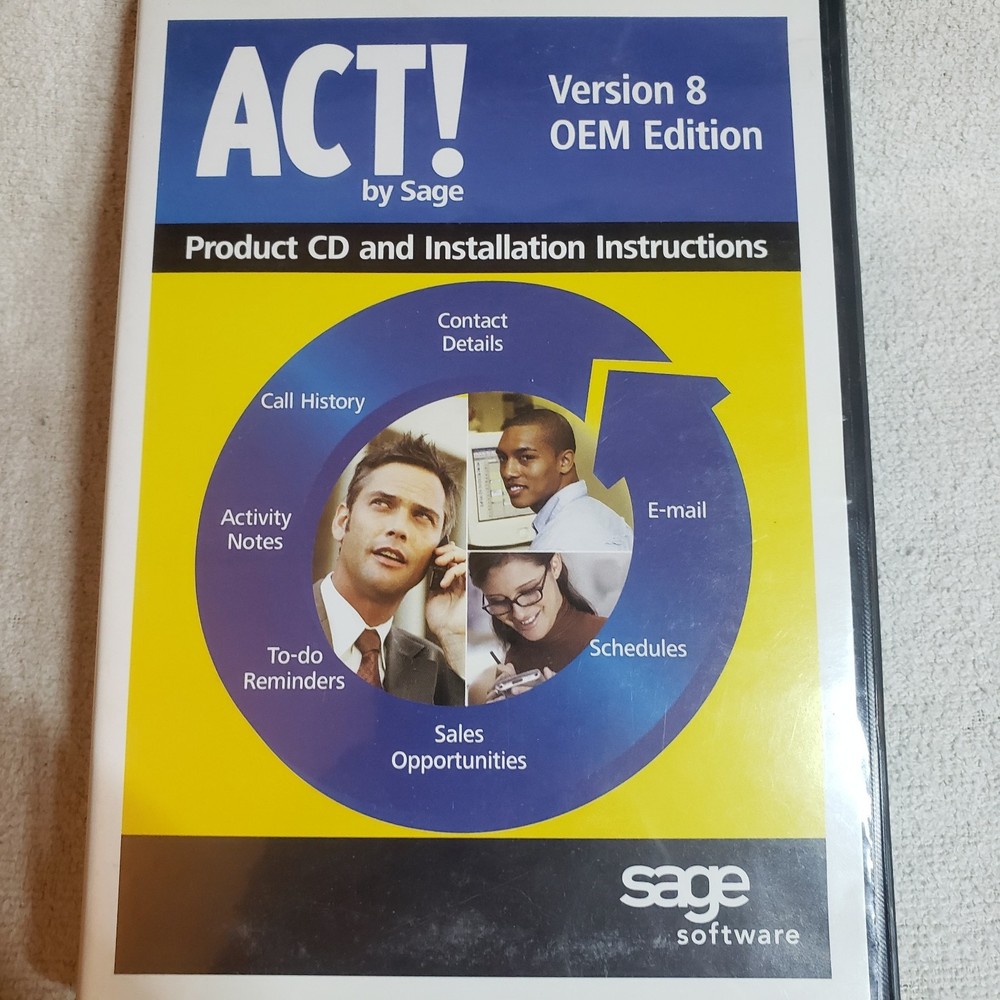 ACT!
by Sage
Version 8
OEM Edition
Product CD and Installation Instructions
Contact
Details
Call History
Activity
Notes
E-mail
To-do
Reminders
Schedules
Sales
Opportunities
sage
software